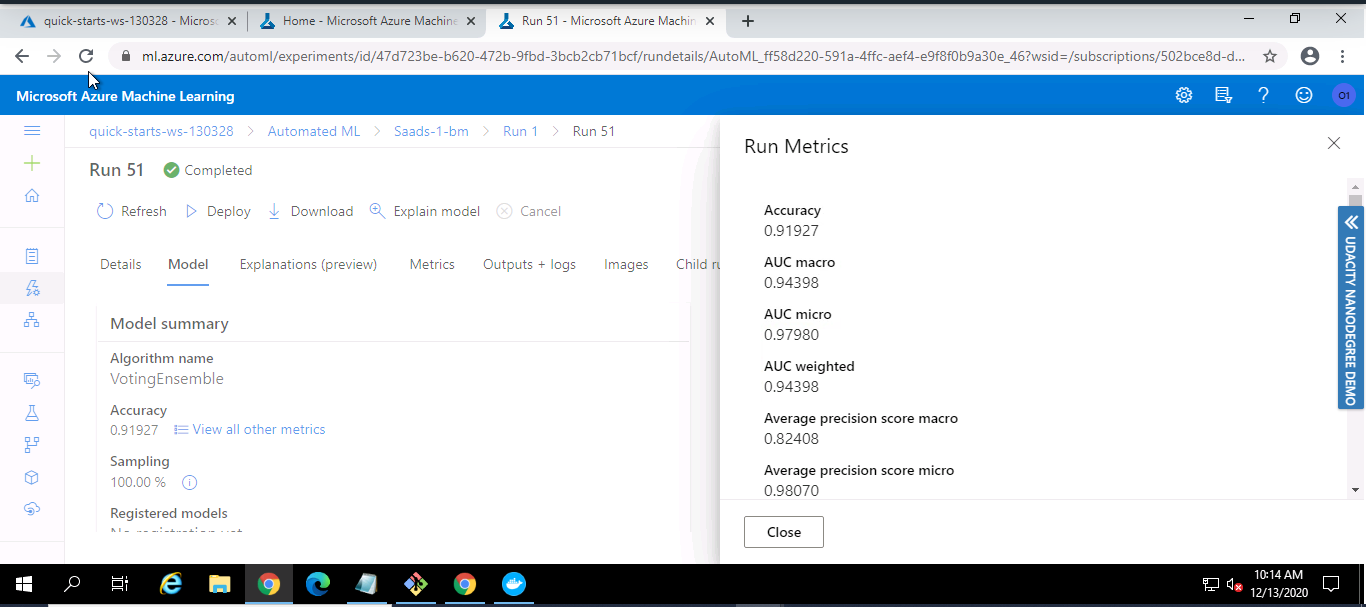 quick-starts-ws-130328 - Microso
Home - Microsoft Azure Machine
Run 51 - Microsoft Azure Machin
ml.azure.com/automl/experiments/id/47d723be-b620-472b-9fbd-3bcb2cb71bcf/rundetails/AutoML_ff58d220-591a-4ffc-aef4-e9f8f0b9a30e_46?wsid=/subscriptions/502bce8d-d...
Microsoft Azure Machine Learning
O1
quick-starts-ws-130328 > Automated ML > Saads-1-bm > Run 1 > Run 51
Run 51 Completed
Refresh Deploy Download Explain model Cancel
Details Model Explanations (preview) Metrics Outputs + logs Images Child ru
Model summary
Algorithm name
VotingEnsemble
Accuracy
0.91927 View all other metrics
Sampling
100.00 %
Registered models
No registration yet
Run Metrics
Accuracy
0.91927
AUC macro
0.94398
AUC micro
0.97980
AUC weighted
0.94398
Average precision score macro
0.82408
Average precision score micro
0.98070
Close
UDACITY NANODEGREE DEMO
10:14 AM
12/13/2020